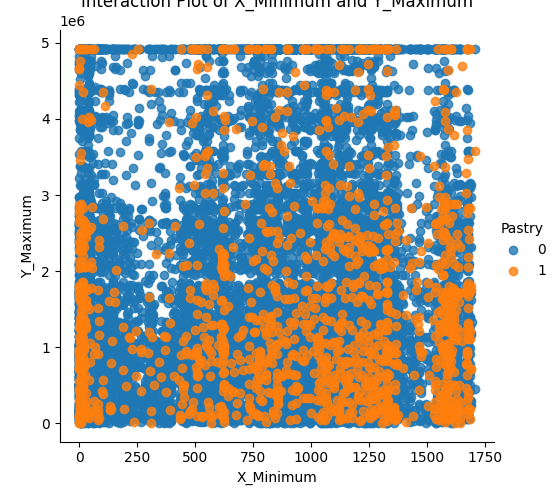 Interaction Plot of X_Minimum and Y_Maximum
1e6
5
4
3
2
1
0
Y_Maximum
0 250 500 750 1000 1250 1500 1750
X_Minimum
Pastry
0
1